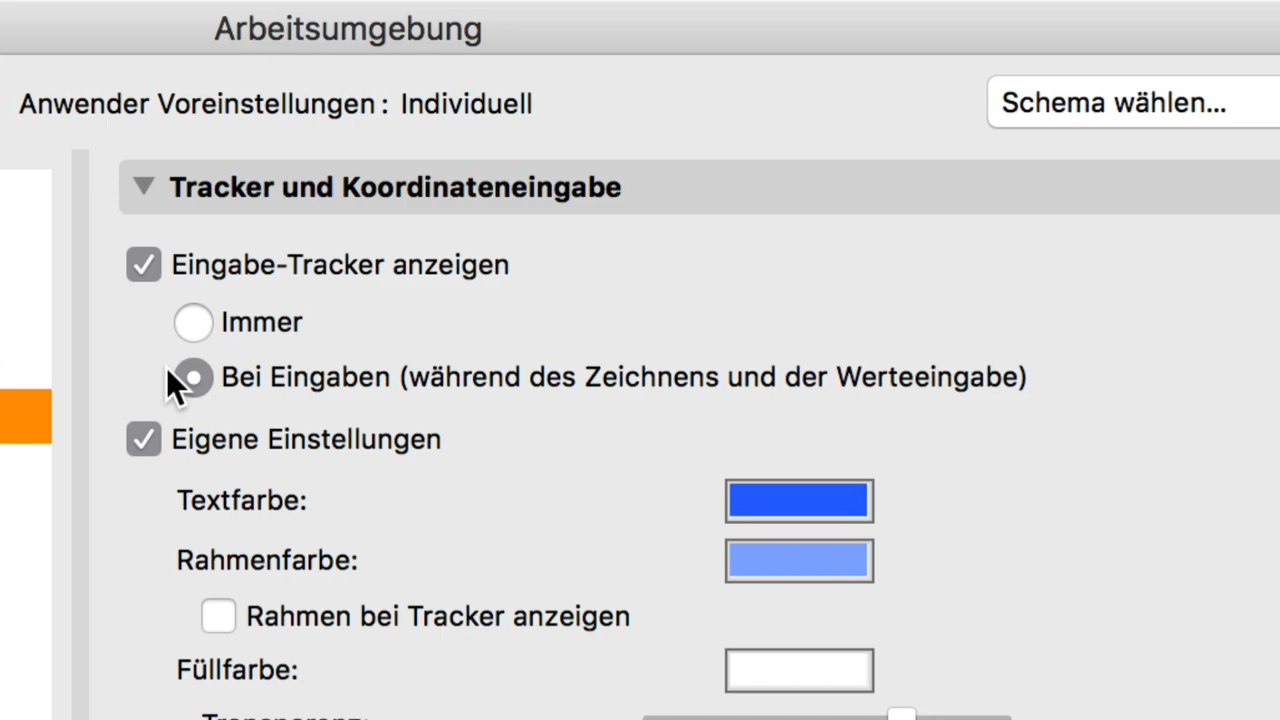 Arbeitsumgebung
Anwender Voreinstellungen: Individuell
Schema wählen...
Tracker und Koordinateneingabe
Eingabe-Tracker anzeigen
Immer
Bei Eingaben (während des Zeichnens und der Werteeingabe)
Eigene Einstellungen
Textfarbe:
Rahmenfarbe:
Rahmen bei Tracker anzeigen
Füllfarbe: